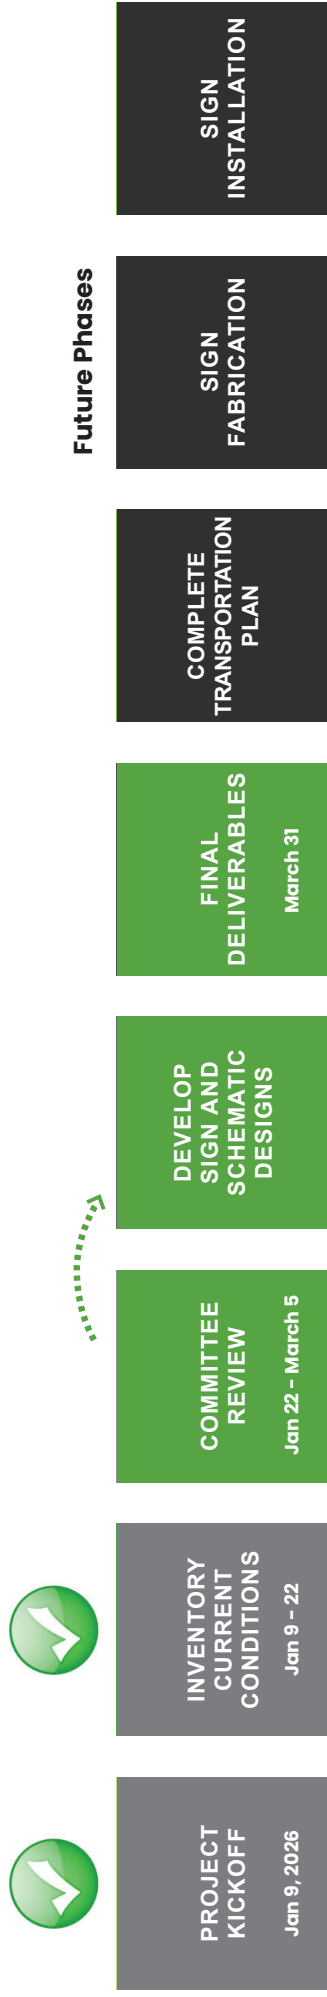 PROJECT
KICKOFF
Jan 9, 2026
INVENTORY
CURRENT
CONDITIONS
Jan 9 – 22
COMMITTEE
REVIEW
Jan 22 – March 5
DEVELOP
SIGN AND
SCHEMATIC
DESIGNS
FINAL
DELIVERABLES
March 31
Future Phases
COMPLETE
TRANSPORTATION
PLAN
SIGN
FABRICATION
SIGN
INSTALLATION